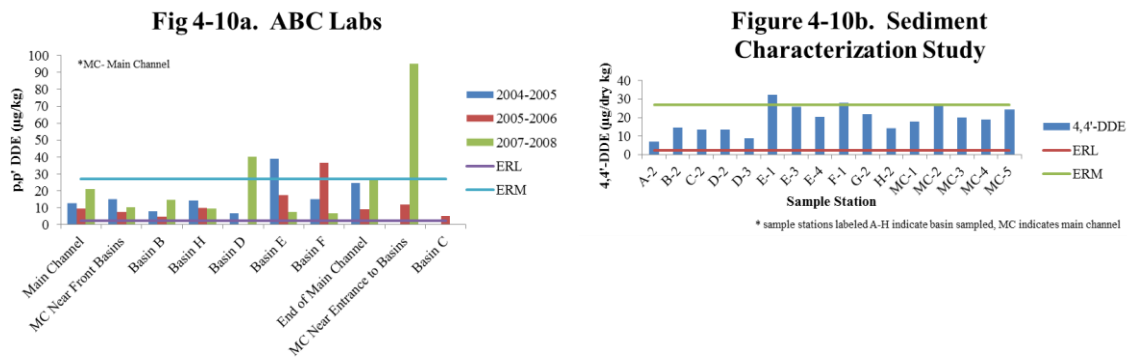 Fig 4-10a. ABC Labs
*MC- Main Channel
p,p' DDE (µg/kg)
100
90
80
70
60
50
40
30
20
10
0
Main Channel
MC Near Front Basins
Basin B
Basin H
Basin D
Basin E
Basin F
End of Main Channel
MC Near Entrance to Basins
Basin C
2004-2005
2005-2006
2007-2008
ERL
ERM
Figure 4-10b. Sediment
Characterization Study
4,4'-DDE (µg/dry kg)
40
30
20
10
0
A-2
B-2
C-2
D-2
D-3
E-1
E-3
E-4
F-1
G-2
H-2
MC-1
MC-2
MC-3
MC-4
MC-5
Sample Station
4,4'-DDE
ERL
ERM
* sample stations labeled A-H indicate basin sampled, MC indicates main channel